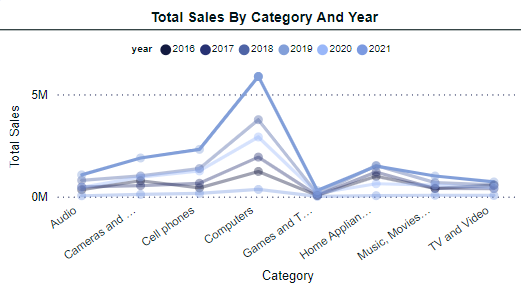 Total Sales By Category And Year
year 2016 2017 2018 2019 2020 2021
5M
Total Sales
0M
Audio
Cameras and ...
Cell phones
Computers
Games and T...
Home Applian...
Music, Movies...
TV and Video
Category